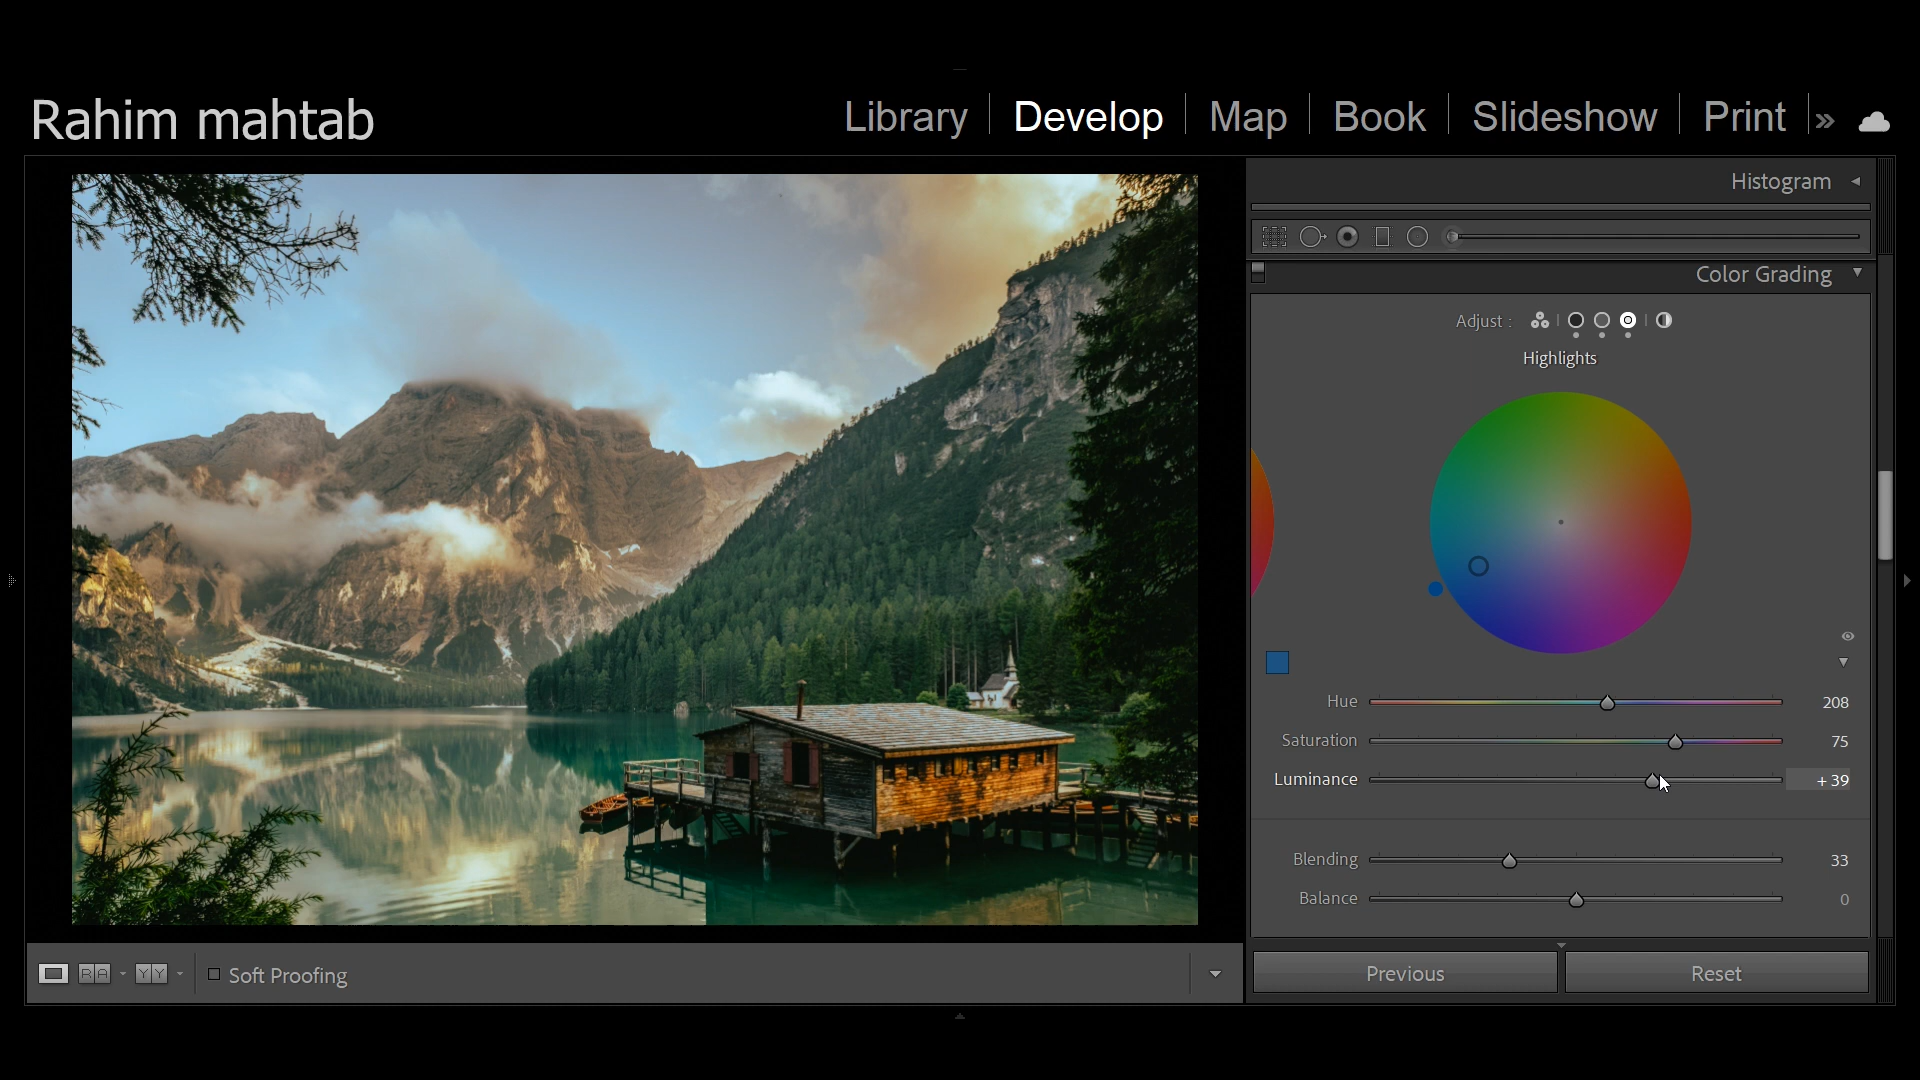 Rahim mahtab
Library Develop Map Book Slideshow Print
Histogram
Color Grading
Adjust :
Highlights
Hue 208
Saturation 75
Luminance + 39
Blending 33
Balance 0
R A Y Y Soft Proofing
Previous Reset